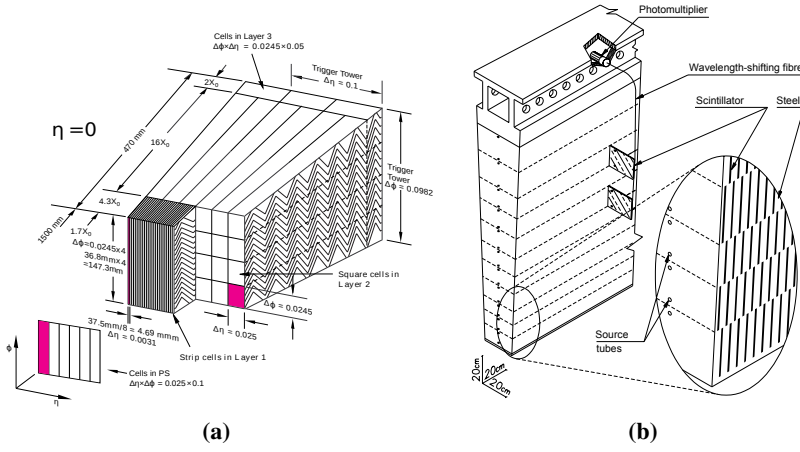 Cells in Layer 3
Δϕ×Δη = 0.0245×0.05
Trigger Tower
Δη = 0.1
2X₀
η = 0
470 mm
16X₀
Trigger
Tower
Δϕ = 0.0982
4.3X₀
1500 mm
1.7X₀
Δϕ=0.0245x4
36.8mmx4
=147.3mm
Square cells in
Layer 2
Δϕ = 0.0245
37.5mm/8 = 4.69 mmm
Δη = 0.0031
Δη = 0.025
Strip cells in Layer 1
ϕ
η
Cells in PS
Δη×Δϕ = 0.025×0.1
(a)
Photomultiplier
Wavelength-shifting fibre
Scintillator
Steel
Source
tubes
20cm
20cm
20cm
(b)